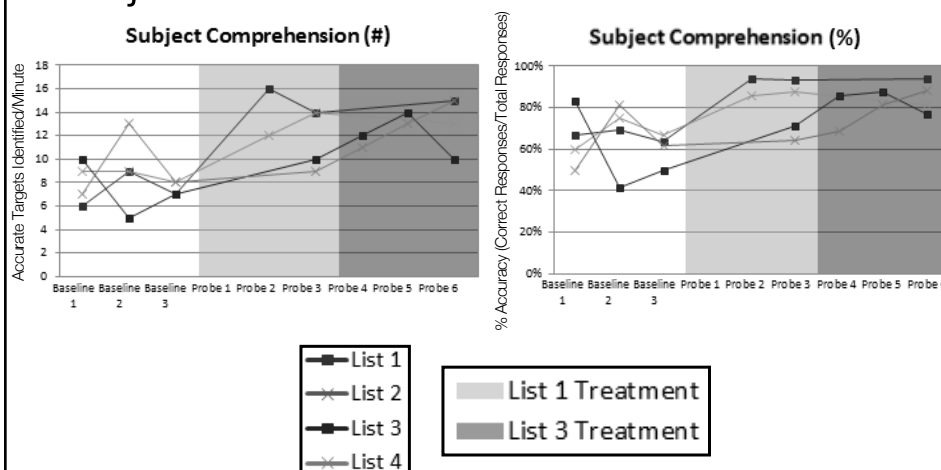 Subject Comprehension (#)
Accurate Targets Identified/Minute
18
16
14
12
10
8
6
4
2
0
Baseline 1
Baseline 2
Baseline 3
Probe 1
Probe 2
Probe 3
Probe 4
Probe 5
Probe 6
Subject Comprehension (%)
% Accuracy (Correct Responses/Total Responses)
100%
80%
60%
40%
20%
0%
Baseline 1
Baseline 2
Baseline 3
Probe 1
Probe 2
Probe 3
Probe 4
Probe 5
Probe
List 1
List 2
List 3
List 4
List 1 Treatment
List 3 Treatment